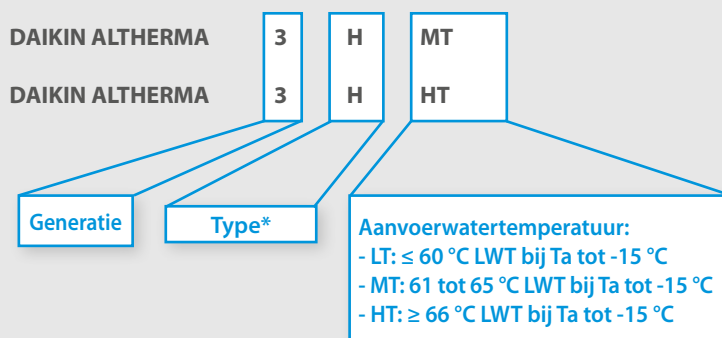 DAIKIN ALTHERMA 3 H MT
DAIKIN ALTHERMA 3 H HT
Generatie
Type*
Aanvoerwatertemperatuur:
- LT: ≤ 60 °C LWT bij Ta tot -15 °C
- MT: 61 tot 65 °C LWT bij Ta tot -15 °C
- HT: ≥ 66 °C LWT bij Ta tot -15 °C